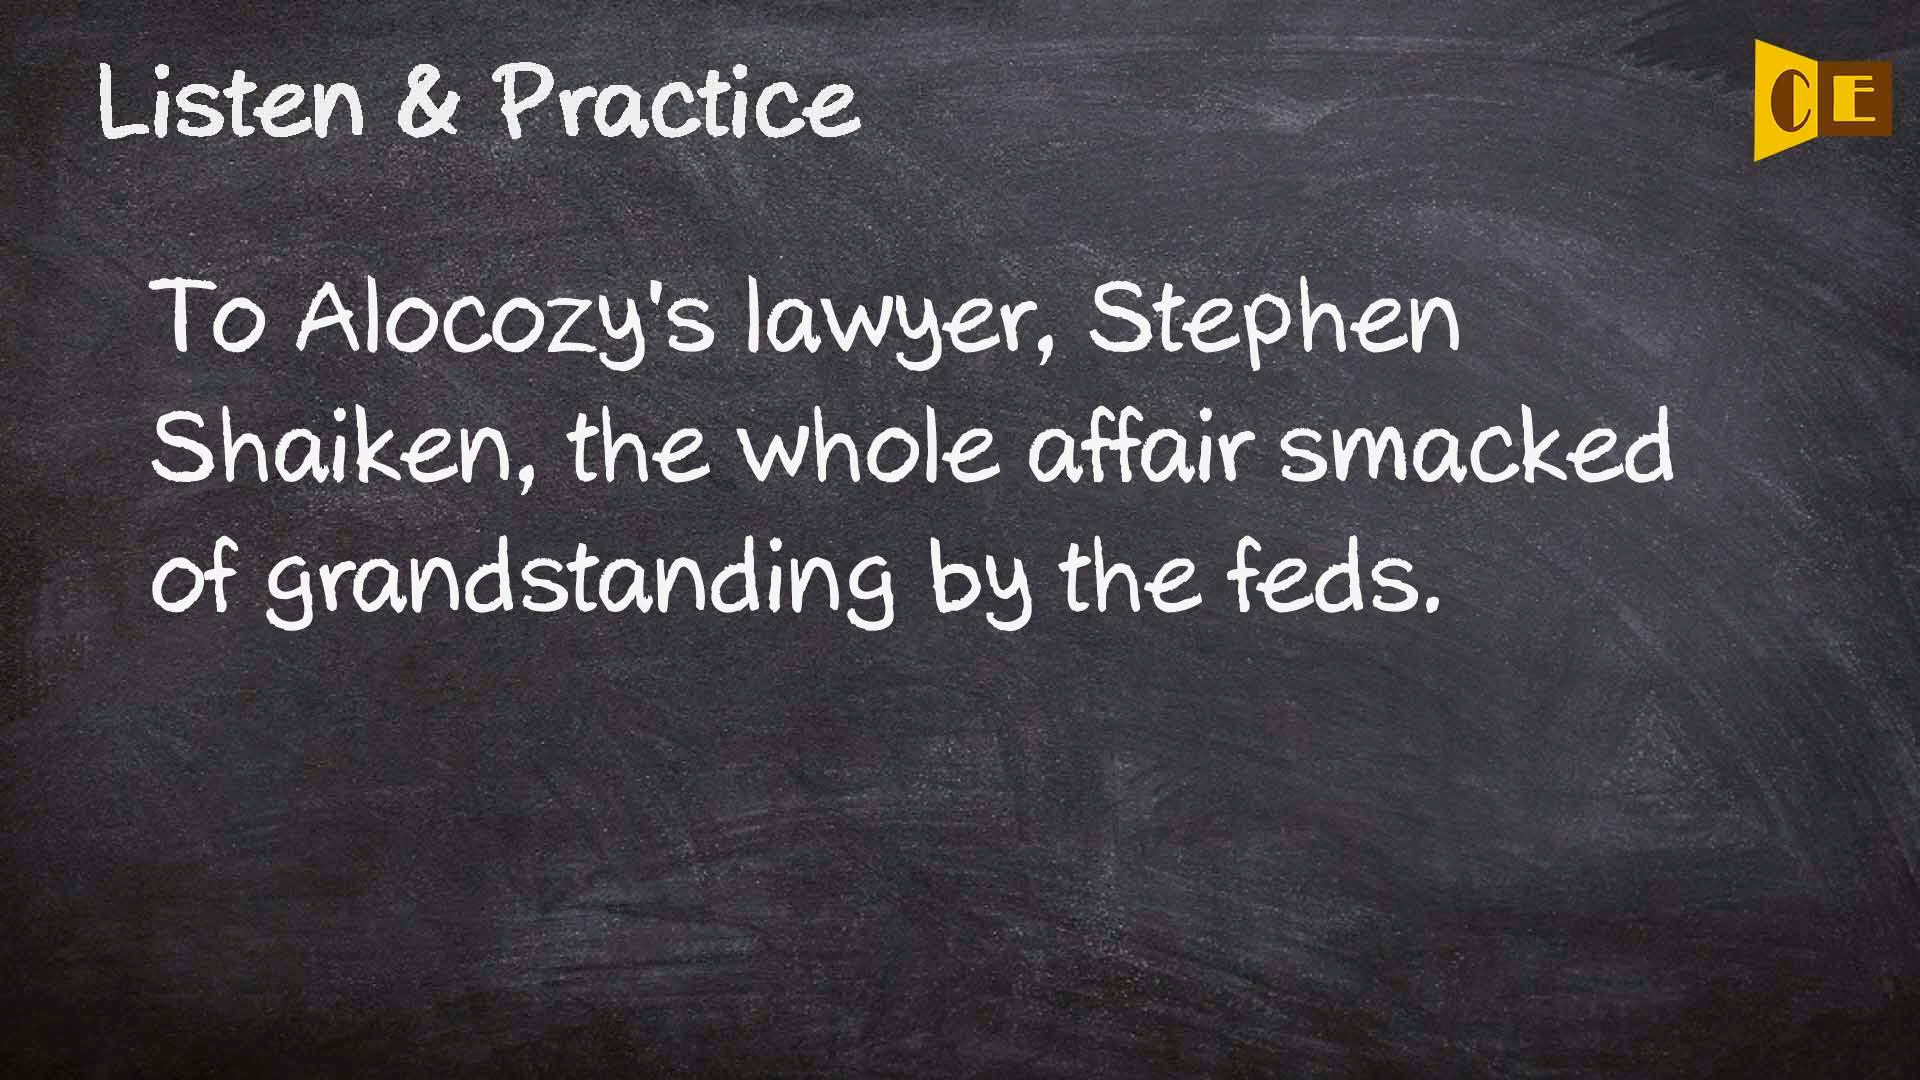 Listen & Practice
CE
To Alocozy's lawyer, Stephen
Shaiken, the whole affair smacked
of grandstanding by the feds.